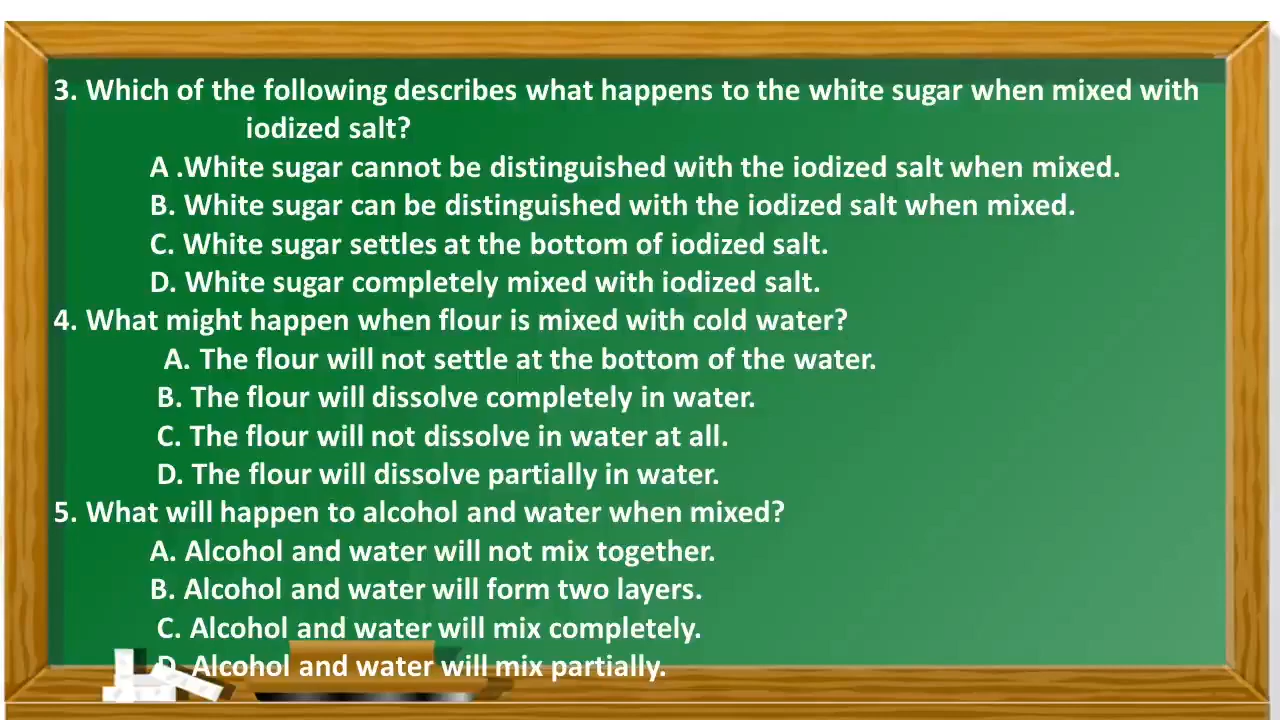 3. Which of the following describes what happens to the white sugar when mixed with
iodized salt?
A .White sugar cannot be distinguished with the iodized salt when mixed.
B. White sugar can be distinguished with the iodized salt when mixed.
C. White sugar settles at the bottom of iodized salt.
D. White sugar completely mixed with iodized salt.
4. What might happen when flour is mixed with cold water?
A. The flour will not settle at the bottom of the water.
B. The flour will dissolve completely in water.
C. The flour will not dissolve in water at all.
D. The flour will dissolve partially in water.
5. What will happen to alcohol and water when mixed?
A. Alcohol and water will not mix together.
B. Alcohol and water will form two layers.
C. Alcohol and water will mix completely.
D. Alcohol and water will mix partially.